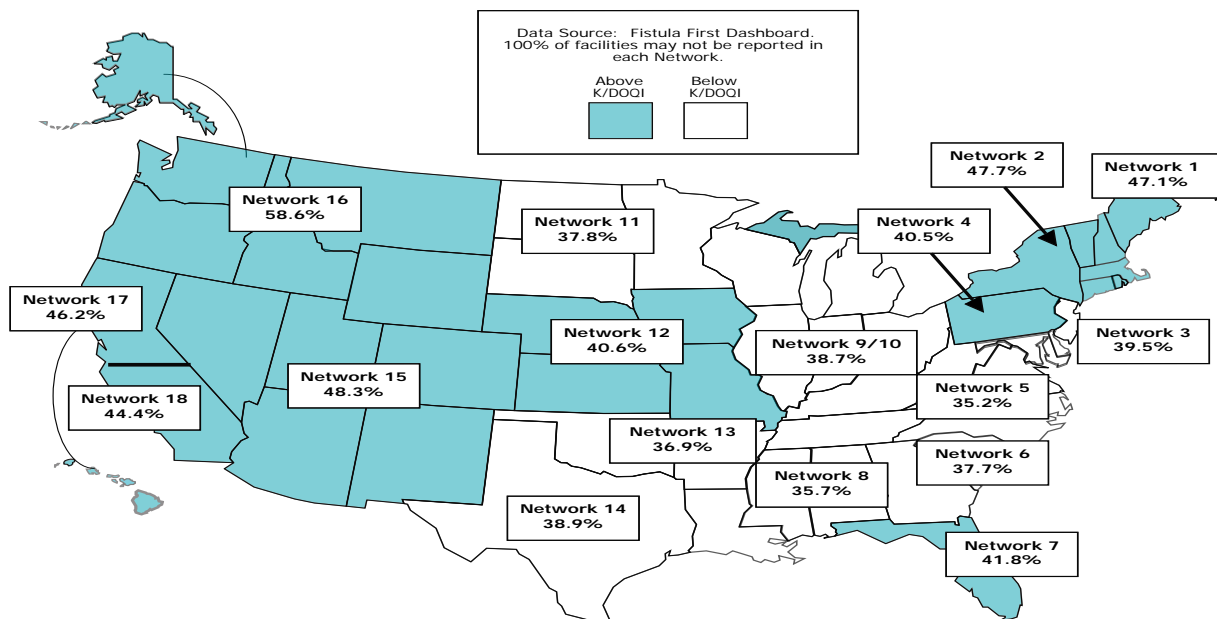 Data Source: Fistula First Dashboard.
100% of facilities may not be reported in
each Network.
Above
K/DOQI
Below
K/DOQI
Network 2
47.7%
Network 1
47.1%
Network 16
58.6%
Network 11
37.8%
Network 4
40.5%
Network 17
46.2%
Network 12
40.6%
Network 9/10
38.7%
Network 3
39.5%
Network 15
48.3%
Network 18
44.4%
Network 5
35.2%
Network 13
36.9%
Network 6
37.7%
Network 8
35.7%
Network 14
38.9%
Network 7
41.8%